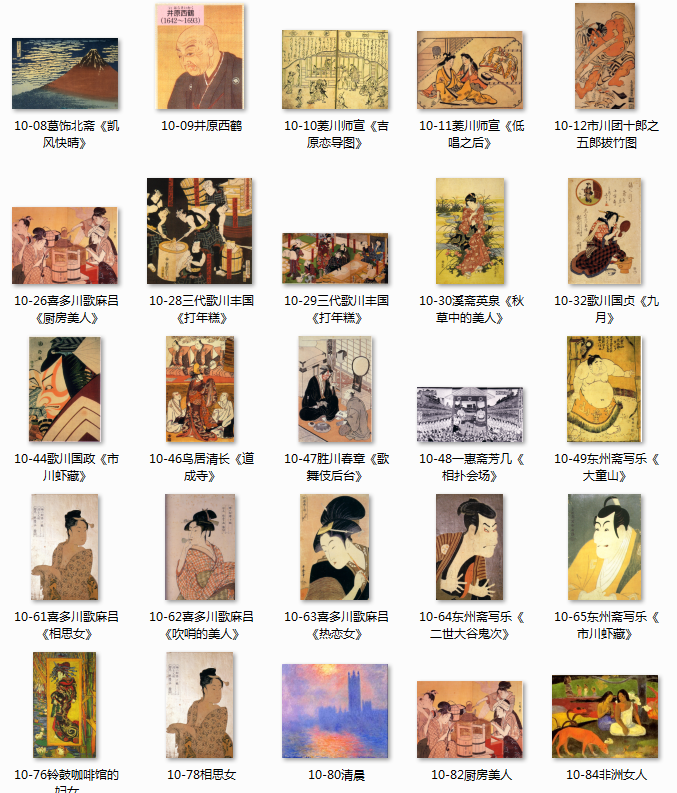 井原西鹤
(1642～1693)
10-08葛饰北斋《凯
风快晴》
10-09井原西鹤
10-10菱川师宣《吉
原恋导图》
10-11菱川师宣《低
唱之后》
10-12市川团十郎之
五郎拔竹图
10-26喜多川歌麻吕
《厨房美人》
10-28三代歌川丰国
《打年糕》
10-29三代歌川丰国
《打年糕》
10-30溪斋英泉《秋
草中的美人》
10-32歌川国贞《九
月》
10-44歌川国政《市
川虾藏》
10-46鸟居清长《道
成寺》
10-47胜川春章《歌
舞伎后台》
10-48一惠斋芳几《
相扑会场》
10-49东州斋写乐《
大童山》
10-61喜多川歌麻吕
《相思女》
10-62喜多川歌麻吕
《吹哨的美人》
10-63喜多川歌麻吕
《热恋女》
10-64东州斋写乐《
二世大谷鬼次》
10-65东州斋写乐《
市川虾藏》
10-76铃鼓咖啡馆的
妇女
10-78相思女
10-80清晨
10-82厨房美人
10-84非洲女人